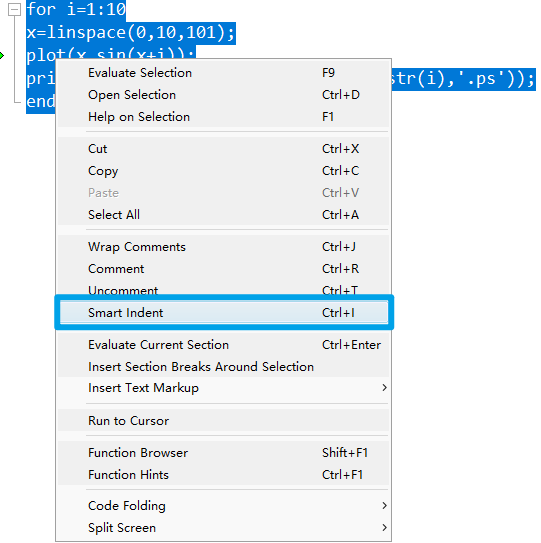 for i=1:10
x=linspace(0,10,101);
plot(x,sin(x+i));
str(i),'.ps'));
end
Evaluate Selection F9
Open Selection Ctrl+D
Help on Selection F1
Cut Ctrl+X
Copy Ctrl+C
Paste Ctrl+V
Select All Ctrl+A
Wrap Comments Ctrl+J
Comment Ctrl+R
Uncomment Ctrl+T
Smart Indent Ctrl+I
Evaluate Current Section Ctrl+Enter
Insert Section Breaks Around Selection
Insert Text Markup
Run to Cursor
Function Browser Shift+F1
Function Hints Ctrl+F1
Code Folding
Split Screen